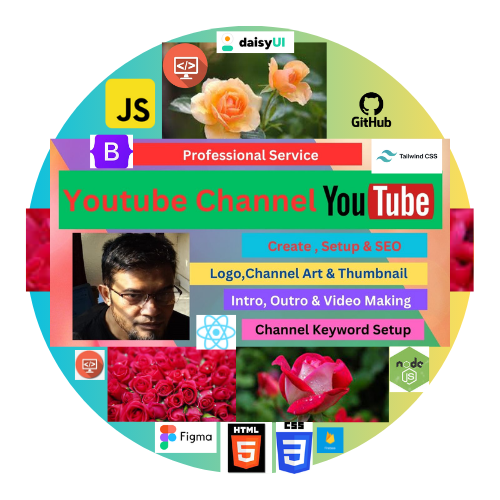 daisyUI
JS
GitHub
B
Professional Service
Tailwind CSS
Youtube Channel YouTube
Create , Setup & SEO
Logo,Channel Art & Thumbnail
Intro, Outro & Video Making
Channel Keyword Setup
node
JS
Figma
HTML
5
CSS
3